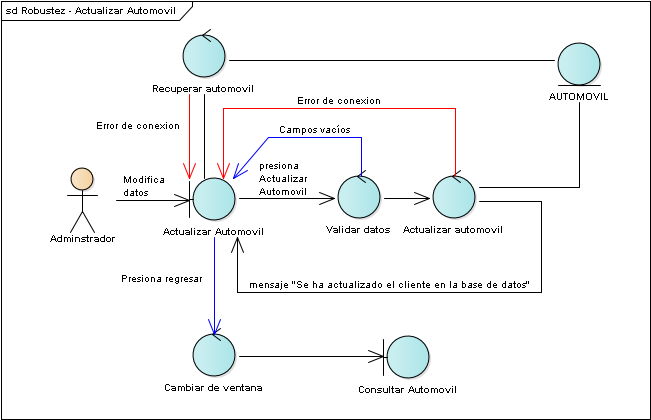 sd Robustez - Actualizar Automovil
Recuperar automovil
AUTOMOVIL
Error de conexion
Error de conexion
Campos vacíos
presiona
Actualizar
Automovil
Modifica
datos
Adminstrador
Actualizar Automovil
Validar datos
Actualizar automovil
Presiona regresar
mensaje "Se ha actualizado el cliente en la base de datos"
Cambiar de ventana
Consultar Automovil